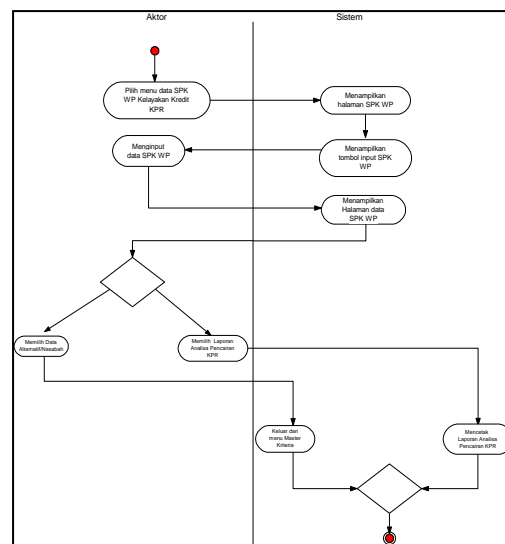 Aktor
Sistem
Pilih menu data SPK
WP Kelayakan Kredit
KPR
Menampilkan
halaman SPK WP
Menginput
data SPK WP
Menampilkan
tombol input SPK
WP
Menampilkan
Halaman data
SPK WP
Memilih Data
Alternatif/Nasabah
Memilih Laporan
Analisa Pencairan
KPR
Keluar dari
menu Master
Kriteria
Mencetak
Laporan Analisa
Pencairan KPR